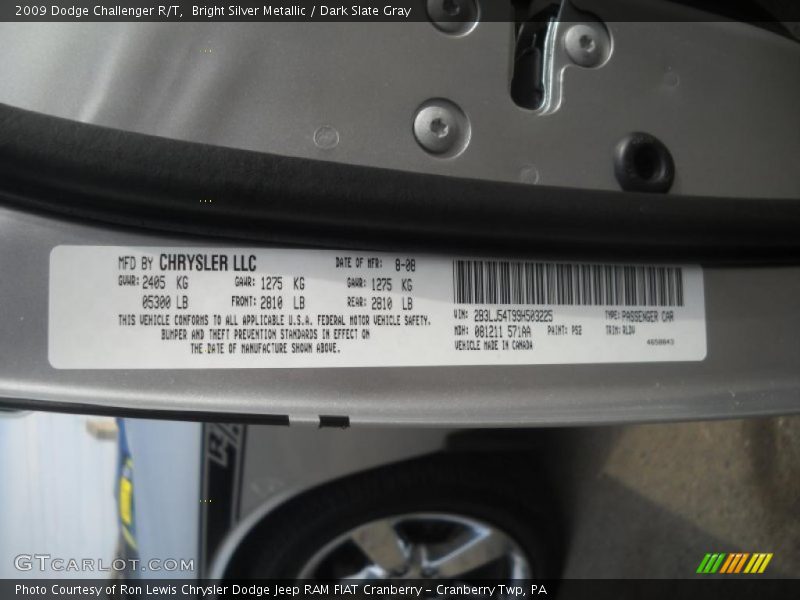 2009 Dodge Challenger R/T, Bright Silver Metallic / Dark Slate Gray
MFD BY CHRYSLER LLC DATE OF MFR: 8-08
GVWR: 2405 KG GAWR: 1275 KG GAWR: 1275 KG
05300 LB FRONT: 2810 LB REAR: 2810 LB
THIS VEHICLE CONFORMS TO ALL APPLICABLE U.S.A. FEDERAL MOTOR VEHICLE SAFETY.
BUMPER AND THEFT PREVENTION STANDARDS IN EFFECT ON
THE DATE OF MANUFACTURE SHOWN ABOVE.
VIN: 2B3LJ54T99H503225 TYPE: PASSENGER CAR
MDH: 081211 571AA PAINT: PS2 TRIM: RLDV
VEHICLE MADE IN CANADA 4658843
R/T
GTCarLot.com
Photo Courtesy of Ron Lewis Chrysler Dodge Jeep RAM FIAT Cranberry – Cranberry Twp, PA